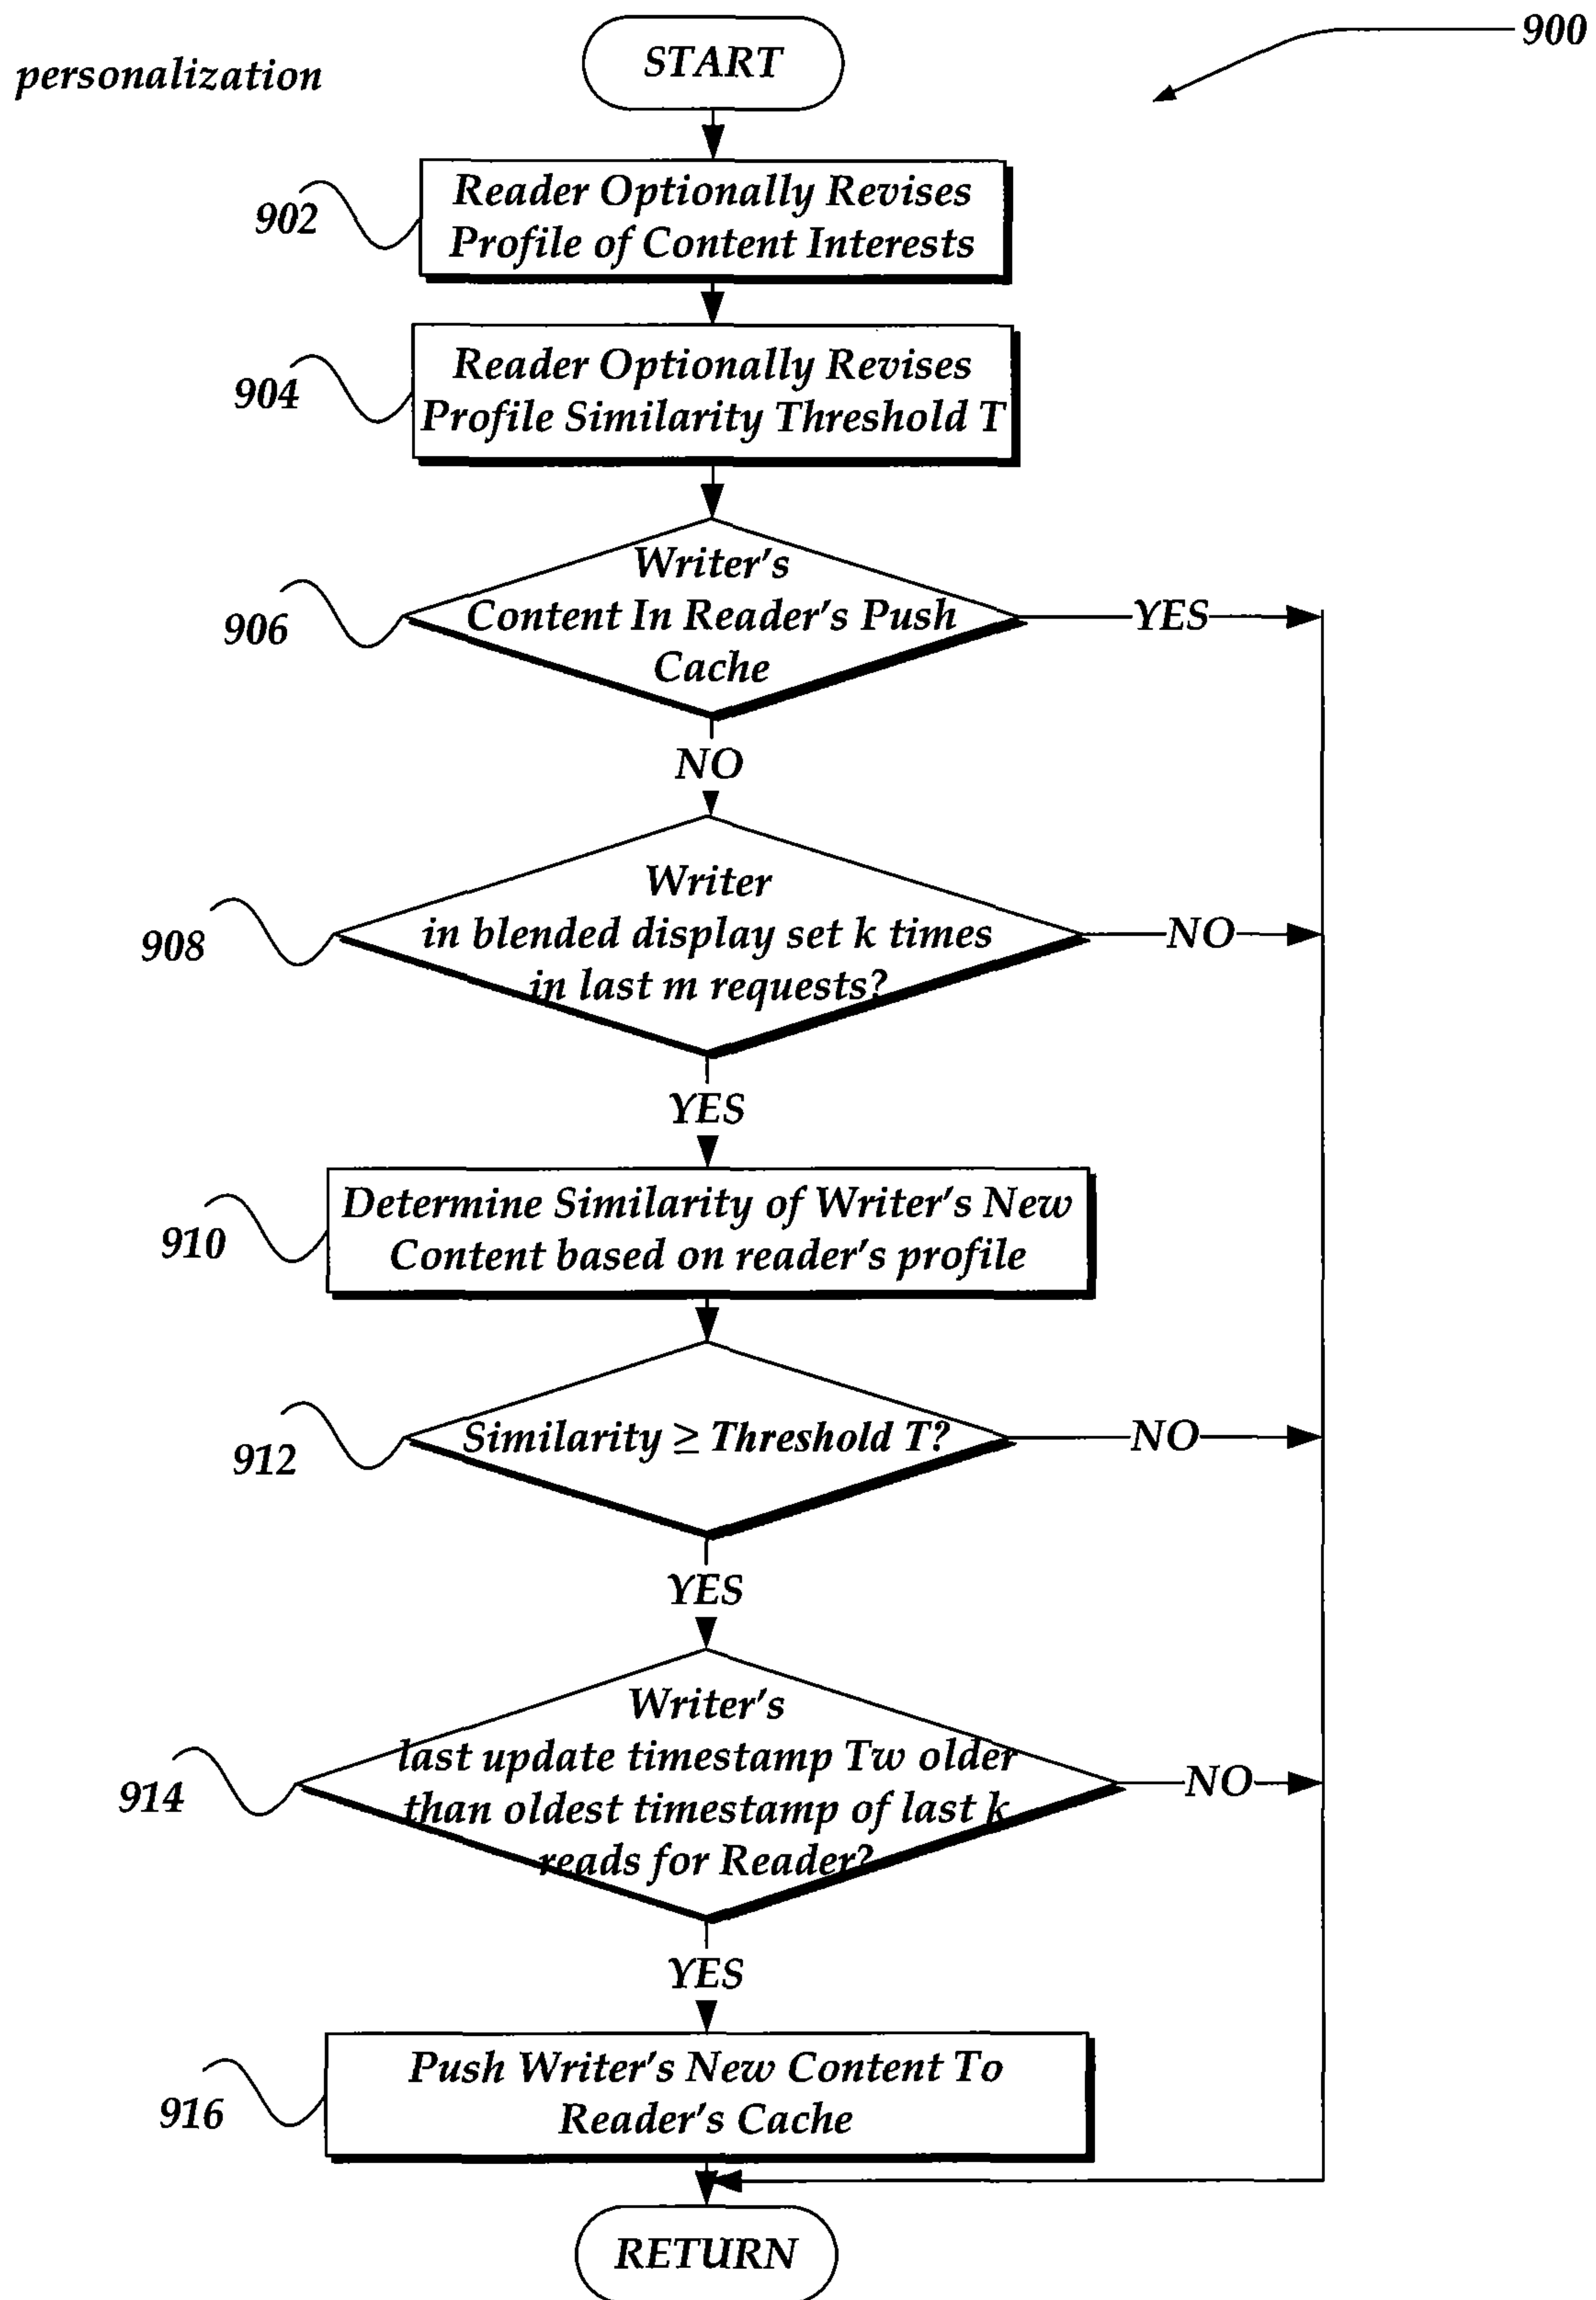 900
START
personalization
902
Reader Optionally Revises
Profile of Content Interests
904
Reader Optionally Revises
Profile Similarity Threshold T
906
Writer's
Content In Reader's Push
Cache
YES
NO
908
Writer
in blended display set k times
in last m requests?
NO
YES
910
Determine Similarity of Writer's New
Content based on reader's profile
912
Similarity ≥ Threshold T?
NO
YES
914
Writer's
last update timestamp Tw older
than oldest timestamp of last k
reads for Reader?
NO
YES
916
Push Writer's New Content To
Reader's Cache
RETURN